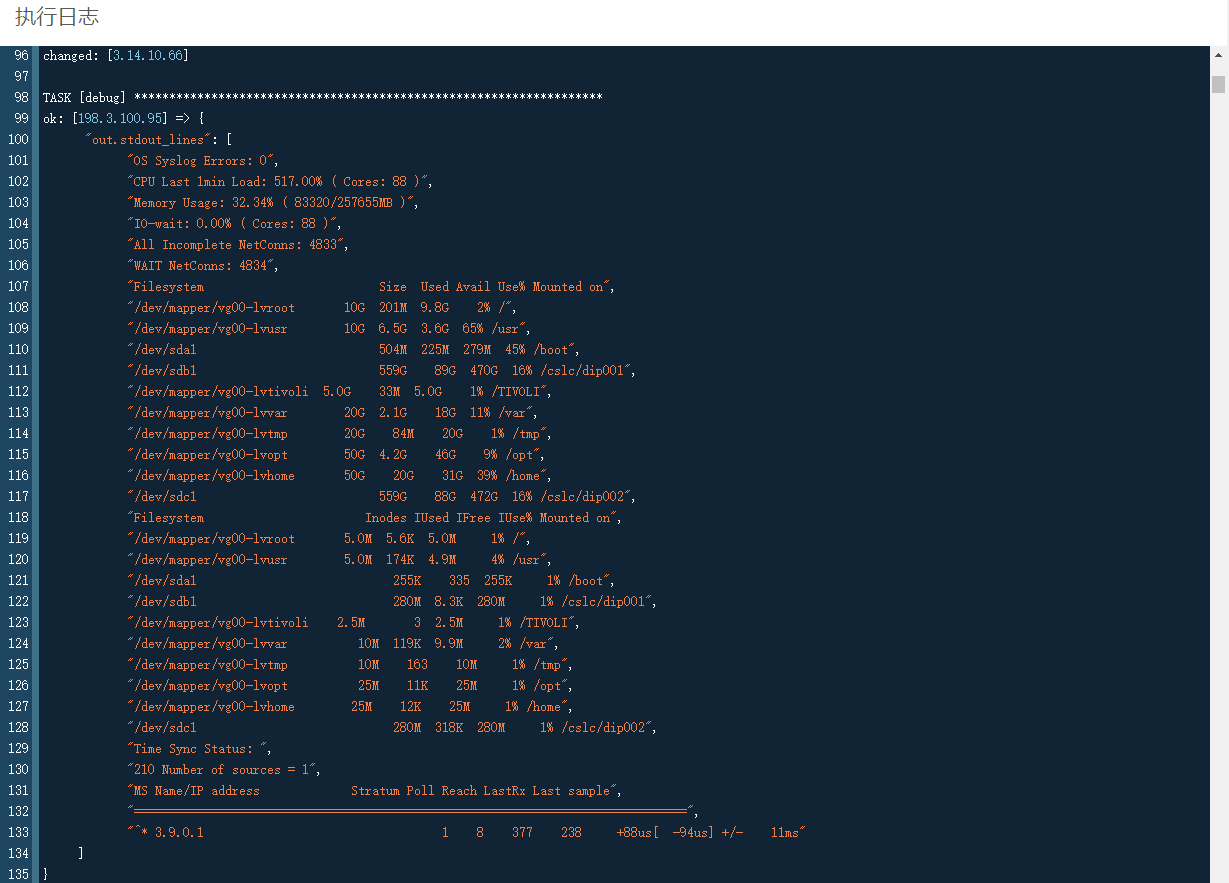 执行日志
96 changed: [3.14.10.66]
97
98 TASK [debug] *******************************************************************
99 ok: [198.3.100.95] => {
100 "out.stdout_lines": [
101 "OS Syslog Errors: 0",
102 "CPU Last 1min Load: 517.00% ( Cores: 88 )",
103 "Memory Usage: 32.34% ( 83320/257655MB )",
104 "IO-wait: 0.00% ( Cores: 88 )",
105 "All Incomplete NetConns: 4833",
106 "WAIT NetConns: 4834",
107 "Filesystem Size Used Avail Use% Mounted on",
108 "/dev/mapper/vg00-lvroot 10G 201M 9.8G 2% /",
109 "/dev/mapper/vg00-lvusr 10G 6.5G 3.6G 65% /usr",
110 "/dev/sda1 504M 225M 279M 45% /boot",
111 "/dev/sdb1 559G 89G 470G 16% /cslc/dip001",
112 "/dev/mapper/vg00-lvtivoli 5.0G 33M 5.0G 1% /TIVOLI",
113 "/dev/mapper/vg00-lvvar 20G 2.1G 18G 11% /var",
114 "/dev/mapper/vg00-lvtmp 20G 84M 20G 1% /tmp",
115 "/dev/mapper/vg00-lvopt 50G 4.2G 46G 9% /opt",
116 "/dev/mapper/vg00-lvhome 50G 20G 31G 39% /home",
117 "/dev/sdc1 559G 88G 472G 16% /cslc/dip002",
118 "Filesystem Inodes IUsed IFree IUse% Mounted on",
119 "/dev/mapper/vg00-lvroot 5.0M 5.6K 5.0M 1% /",
120 "/dev/mapper/vg00-lvusr 5.0M 174K 4.9M 4% /usr",
121 "/dev/sda1 255K 335 255K 1% /boot",
122 "/dev/sdb1 280M 8.3K 280M 1% /cslc/dip001",
123 "/dev/mapper/vg00-lvtivoli 2.5M 3 2.5M 1% /TIVOLI",
124 "/dev/mapper/vg00-lvvar 10M 119K 9.9M 2% /var",
125 "/dev/mapper/vg00-lvtmp 10M 163 10M 1% /tmp",
126 "/dev/mapper/vg00-lvopt 25M 11K 25M 1% /opt",
127 "/dev/mapper/vg00-lvhome 25M 12K 25M 1% /home",
128 "/dev/sdc1 280M 318K 280M 1% /cslc/dip002",
129 "Time Sync Status: ",
130 "210 Number of sources = 1",
131 "MS Name/IP address Stratum Poll Reach LastRx Last sample",
132 "===============================================================================",
133 "^* 3.9.0.1 1 8 377 238 +88us[ -94us] +/- 11ms"
134 ]
135 }